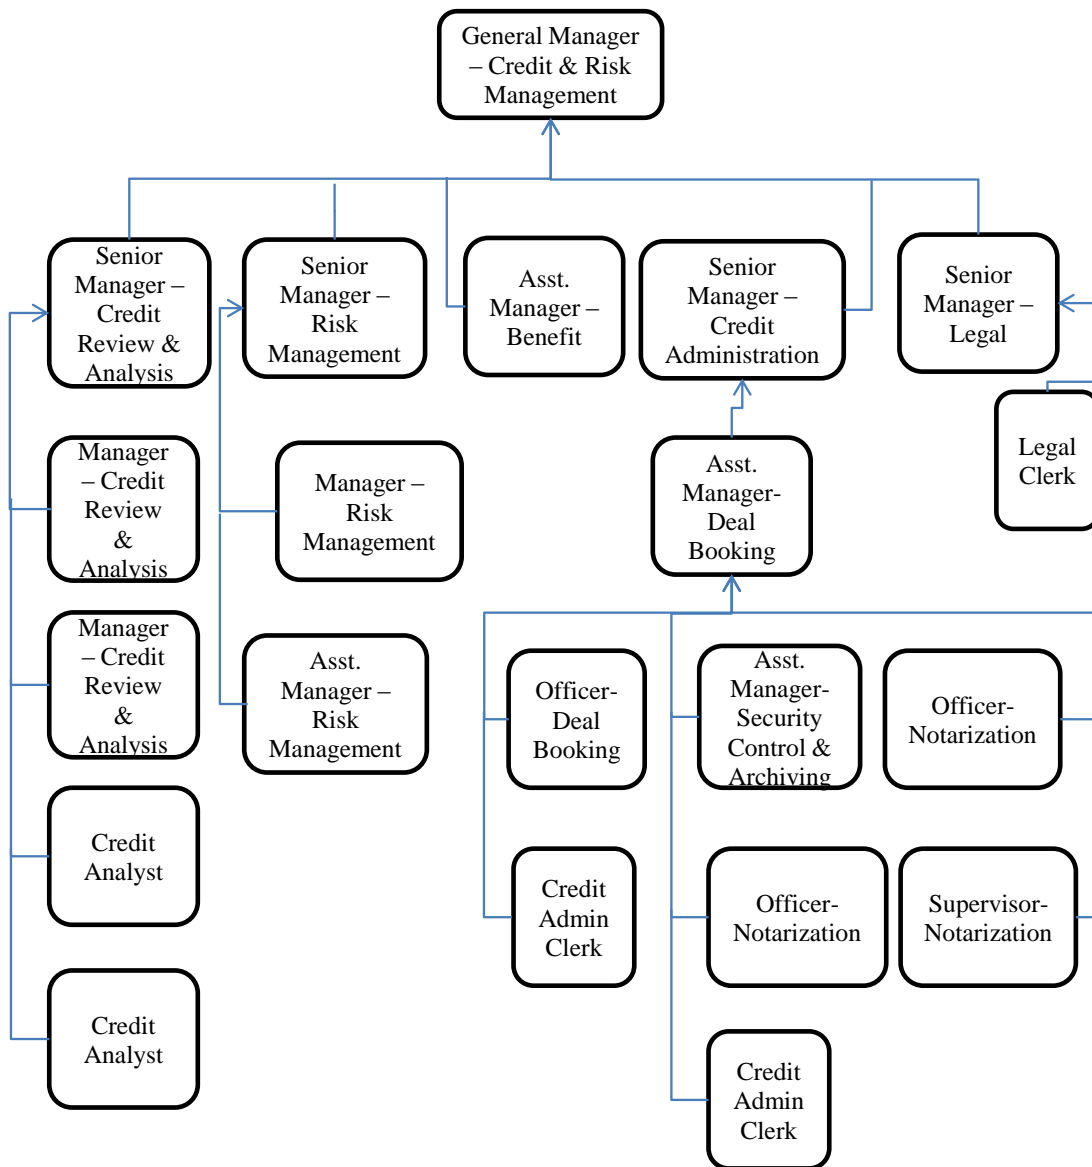 General Manager
– Credit & Risk
Management
Senior
Manager –
Credit
Review &
Analysis
Senior
Manager –
Risk
Management
Asst.
Manager –
Benefit
Senior
Manager –
Credit
Administration
Senior
Manager –
Legal
Legal
Clerk
Manager
– Credit
Review
&
Analysis
Manager –
Risk
Management
Asst.
Manager-
Deal
Booking
Manager
– Credit
Review
&
Analysis
Asst.
Manager –
Risk
Management
Officer-
Deal
Booking
Asst.
Manager-
Security
Control &
Archiving
Officer-
Notarization
Credit
Analyst
Credit
Admin
Clerk
Officer-
Notarization
Supervisor-
Notarization
Credit
Analyst
Credit
Admin
Clerk